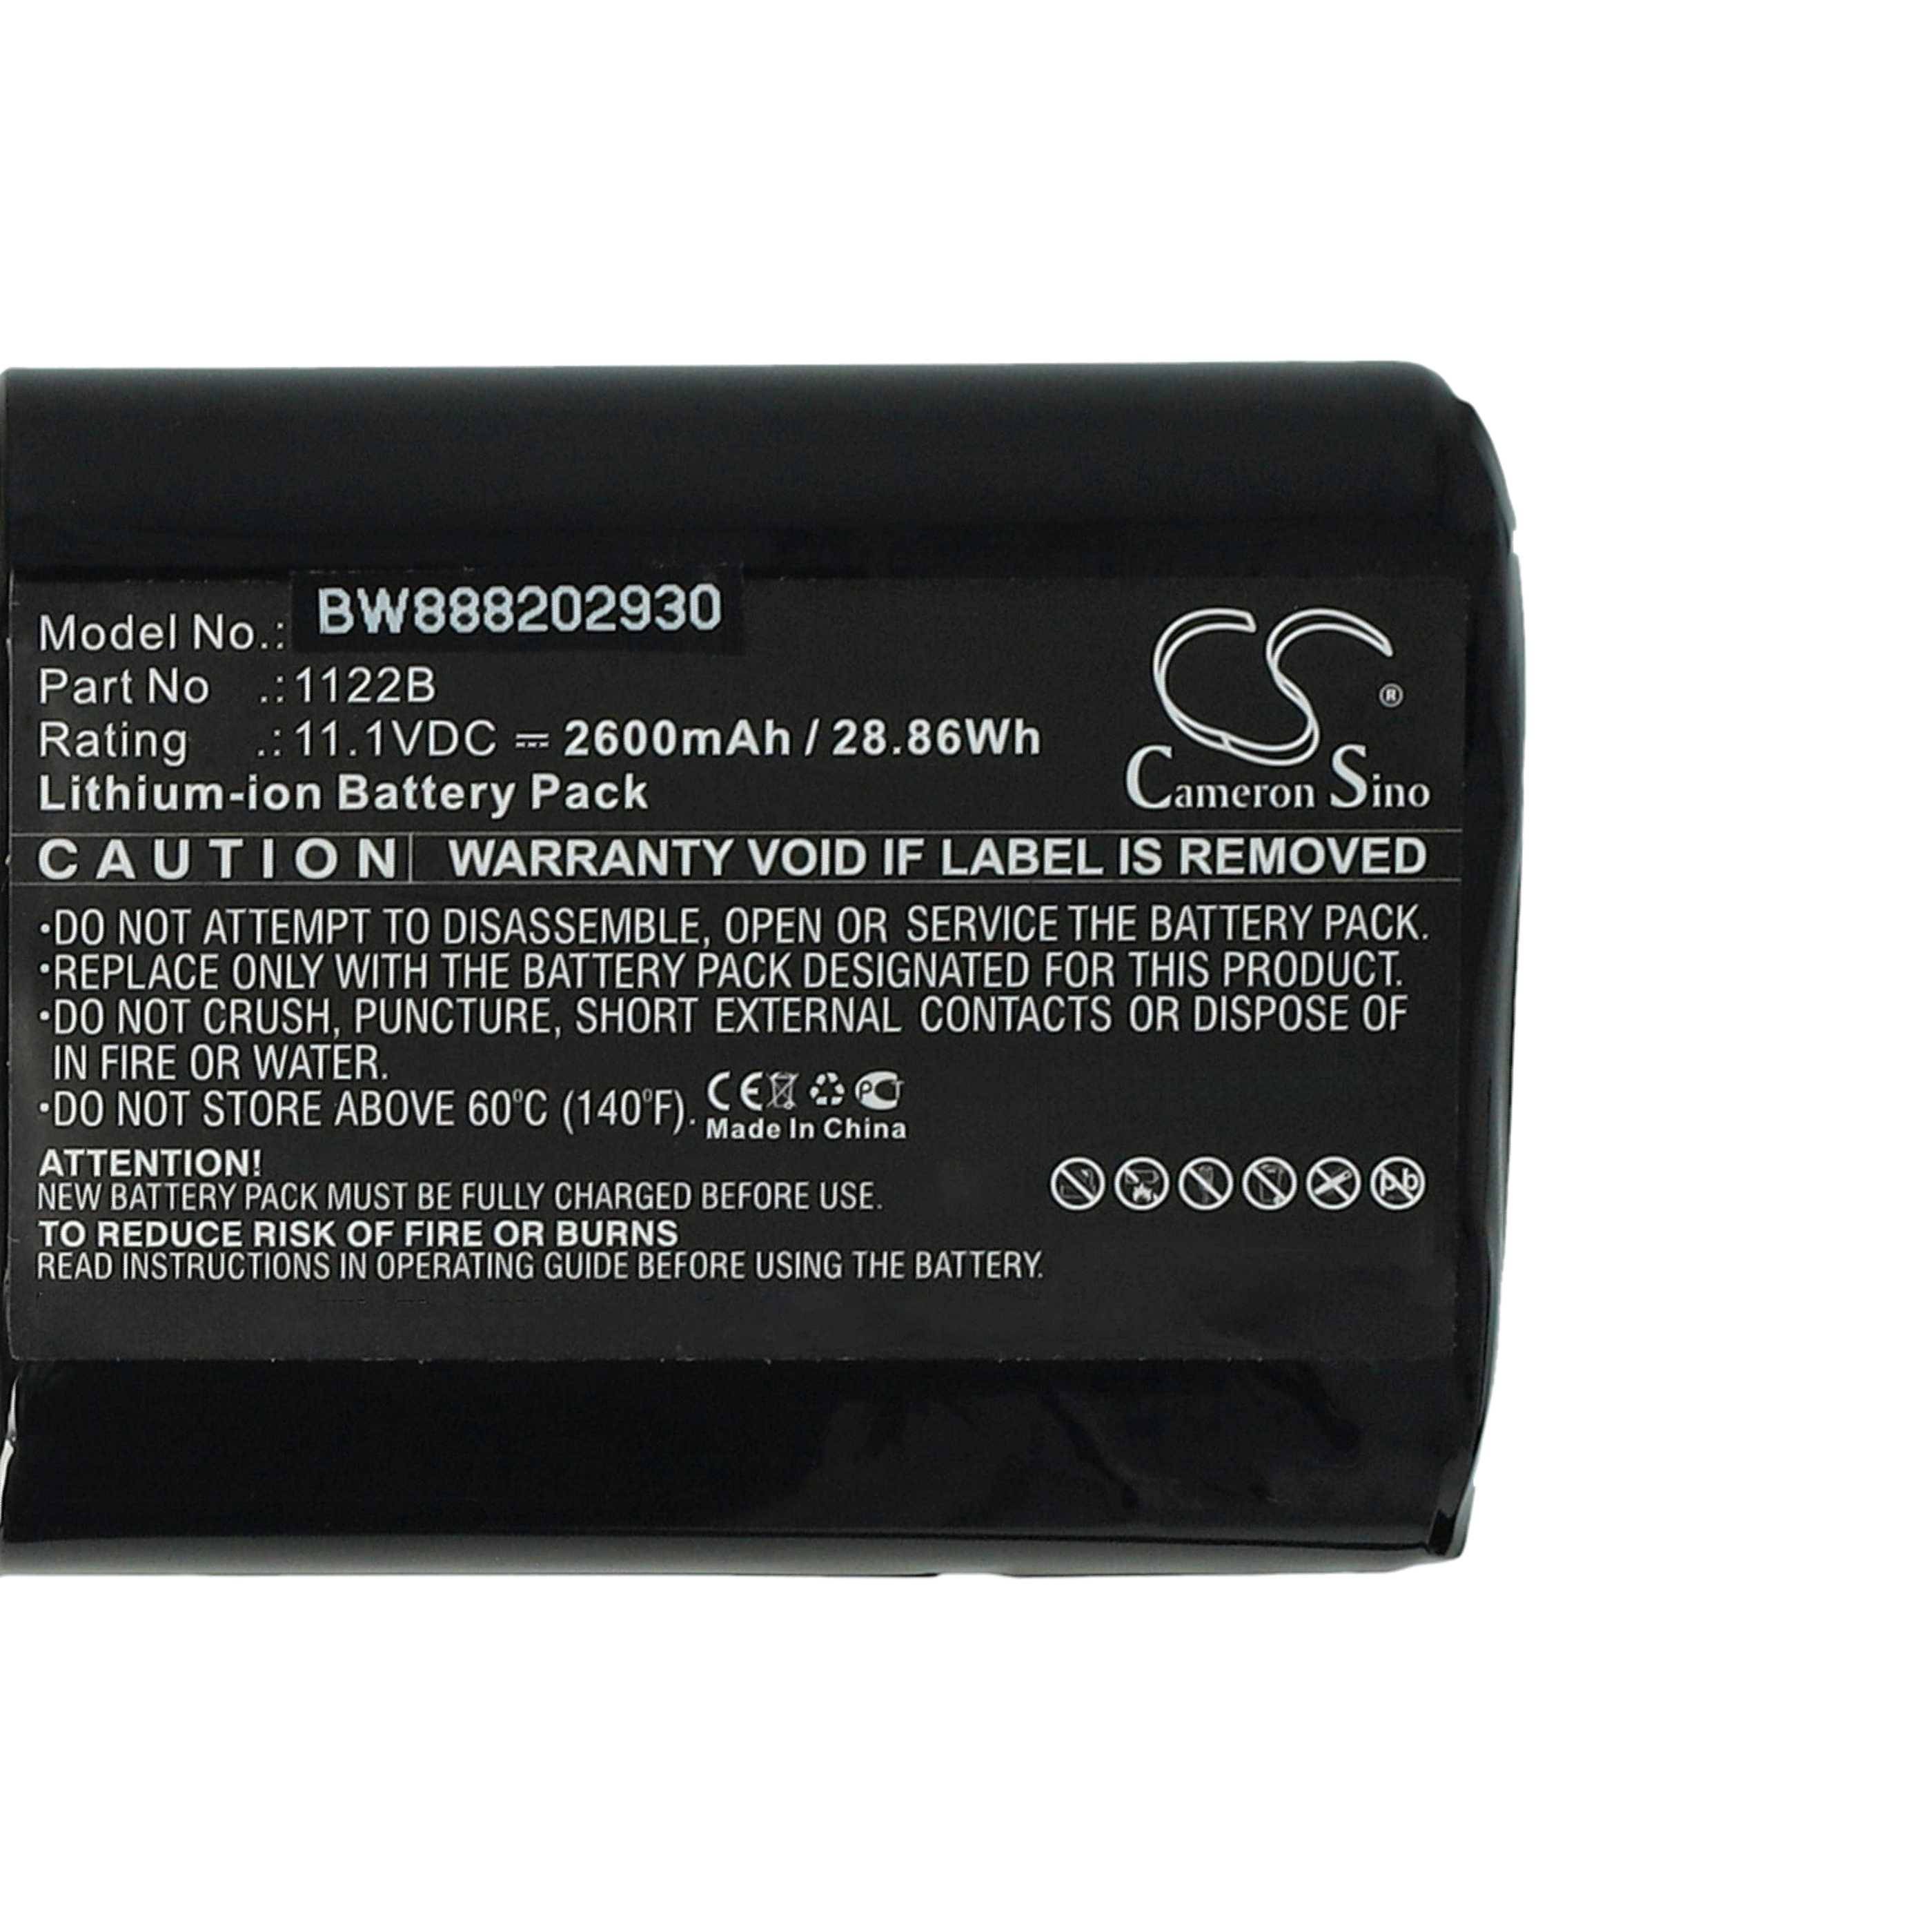 Model No.: BW888202930
Part No .: 1122B
Rating .: 11.1VDC ⎓ 2600mAh / 28.86Wh
Lithium-ion Battery Pack
CS ®
Cameron Sino
CAUTION WARRANTY VOID IF LABEL IS REMOVED
·DO NOT ATTEMPT TO DISASSEMBLE, OPEN OR SERVICE THE BATTERY PACK.
·REPLACE ONLY WITH THE BATTERY PACK DESIGNATED FOR THIS PRODUCT.
·DO NOT CRUSH, PUNCTURE, SHORT EXTERNAL CONTACTS OR DISPOSE OF
IN FIRE OR WATER.
·DO NOT STORE ABOVE 60°C (140°F). CE
Made In China
ATTENTION!
NEW BATTERY PACK MUST BE FULLY CHARGED BEFORE USE.
Pb
TO REDUCE RISK OF FIRE OR BURNS
READ INSTRUCTIONS IN OPERATING GUIDE BEFORE USING THE BATTERY.